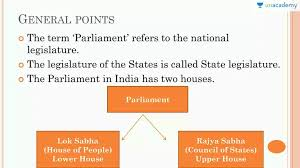 unacademy
GENERAL POINTS
The term ‘Parliament’ refers to the national
legislature.
The legislature of the States is called State legislature.
The Parliament in India has two houses.
Parliament
Lok Sabha
(House of People)
Lower House
Rajya Sabha
(Council of States)
Upper House